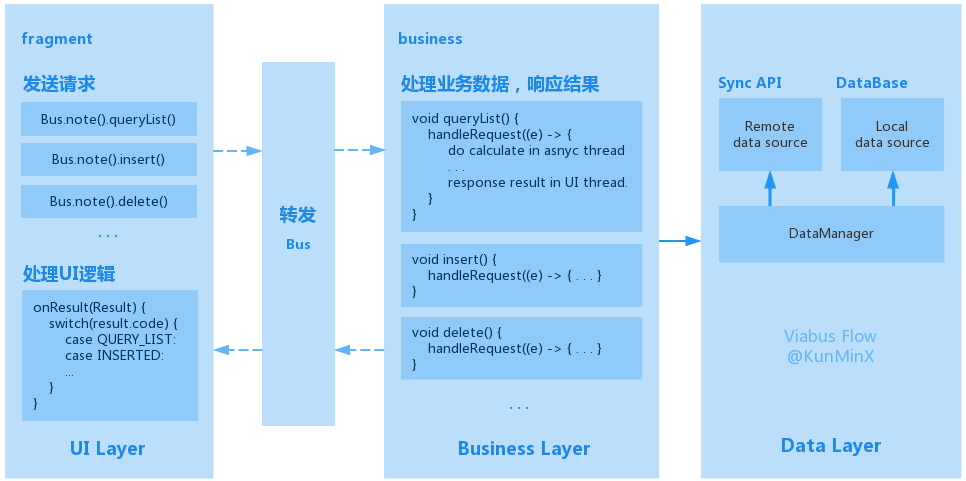 fragment
发送请求
Bus.note().queryList()
Bus.note().insert()
Bus.note().delete()
. . .
处理UI逻辑
onResult(Result) {
switch(result.code) {
case QUERY_LIST:
case INSERTED:
...
}
}
UI Layer
转发
Bus
business
处理业务数据，响应结果
void queryList() {
handleRequest((e) -> {
do calculate in asnyc thread
. . .
response result in UI thread.
}
}
void insert() {
handleRequest((e) -> { . . . }
}
void delete() {
handleRequest((e) -> { . . . }
}
. . .
Business Layer
Sync API
DataBase
Remote
data source
Local
data source
DataManager
Viabus Flow
@KunMinX
Data Layer